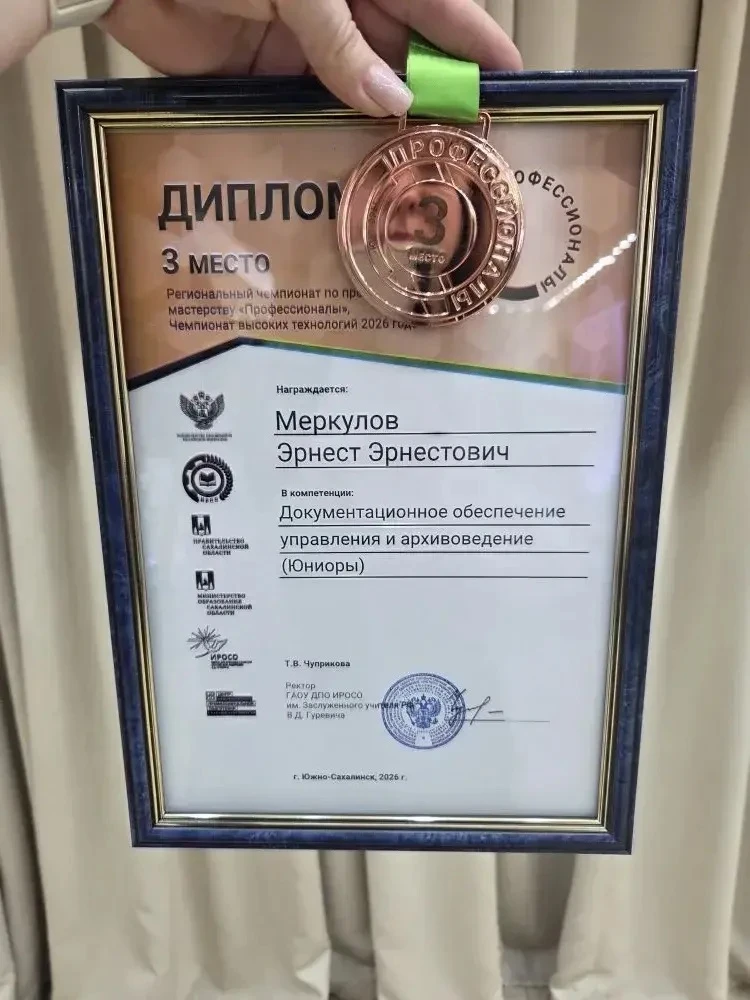 ДИПЛОМ
3 МЕСТО
Региональный чемпионат по
мастерству «Профессионалы»,
Чемпионат высоких технологий 2026
ПРОФЕССИОНАЛЫ
3
МЕСТО
ПРОФЕССИОНАЛЫ
Награждается:
Меркулов
Эрнест Эрнестович
В компетенции:
Документационное обеспечение
управления и архивоведение
(Юниоры)
ПРАВИТЕЛЬСТВО
САХАЛИНСКОЙ
ОБЛАСТИ
МИНИСТЕРСТВО
ОБРАЗОВАНИЯ
САХАЛИНСКОЙ
ОБЛАСТИ
ИРОСО
Т.В. Чуприкова
Ректор
ГАОУ ДПО ИРОСО
им. Заслуженного учителя РФ
В.Д. Гуревича
г. Южно-Сахалинск, 2026 г.